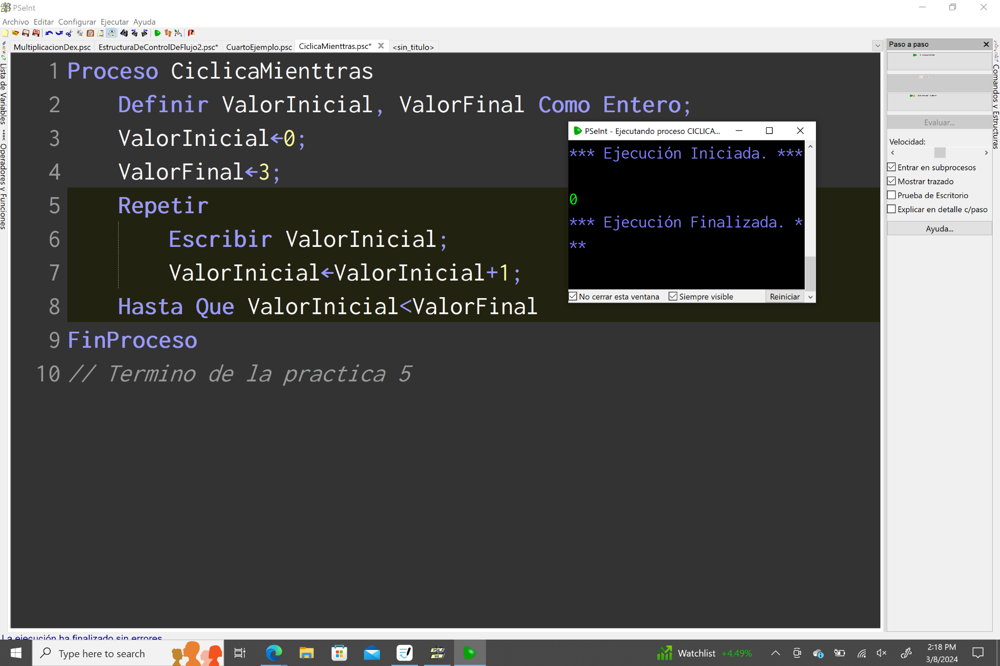 PSeInt
Archivo Editar Configurar Ejecutar Ayuda
MultiplicacionDex.psc EstructuraDeControlDeFlujo2.psc* CuartoEjemplo.psc CiclicaMienttras.psc* <sin_titulo>
Lista de Variables
Operadores y Funciones
1 Proceso CiclicaMienttras
2 Definir ValorInicial, ValorFinal Como Entero;
3 ValorInicial←0;
4 ValorFinal←3;
5 Repetir
6 Escribir ValorInicial;
7 ValorInicial←ValorInicial+1;
8 Hasta Que ValorInicial<ValorFinal
9 FinProceso
10 // Termino de la practica 5
PSeInt - Ejecutando proceso CICLICA...
*** Ejecución Iniciada. ***
0
*** Ejecución Finalizada. *
**
No cerrar esta ventana Siempre visible Reiniciar
Paso a paso
Evaluar...
Velocidad:
Entrar en subprocesos
Mostrar trazado
Prueba de Escritorio
Explicar en detalle c/paso
Ayuda...
Comandos y Estructuras
La ejecución ha finalizado sin errores.
Type here to search
Watchlist +4.49%
2:18 PM
3/8/2024